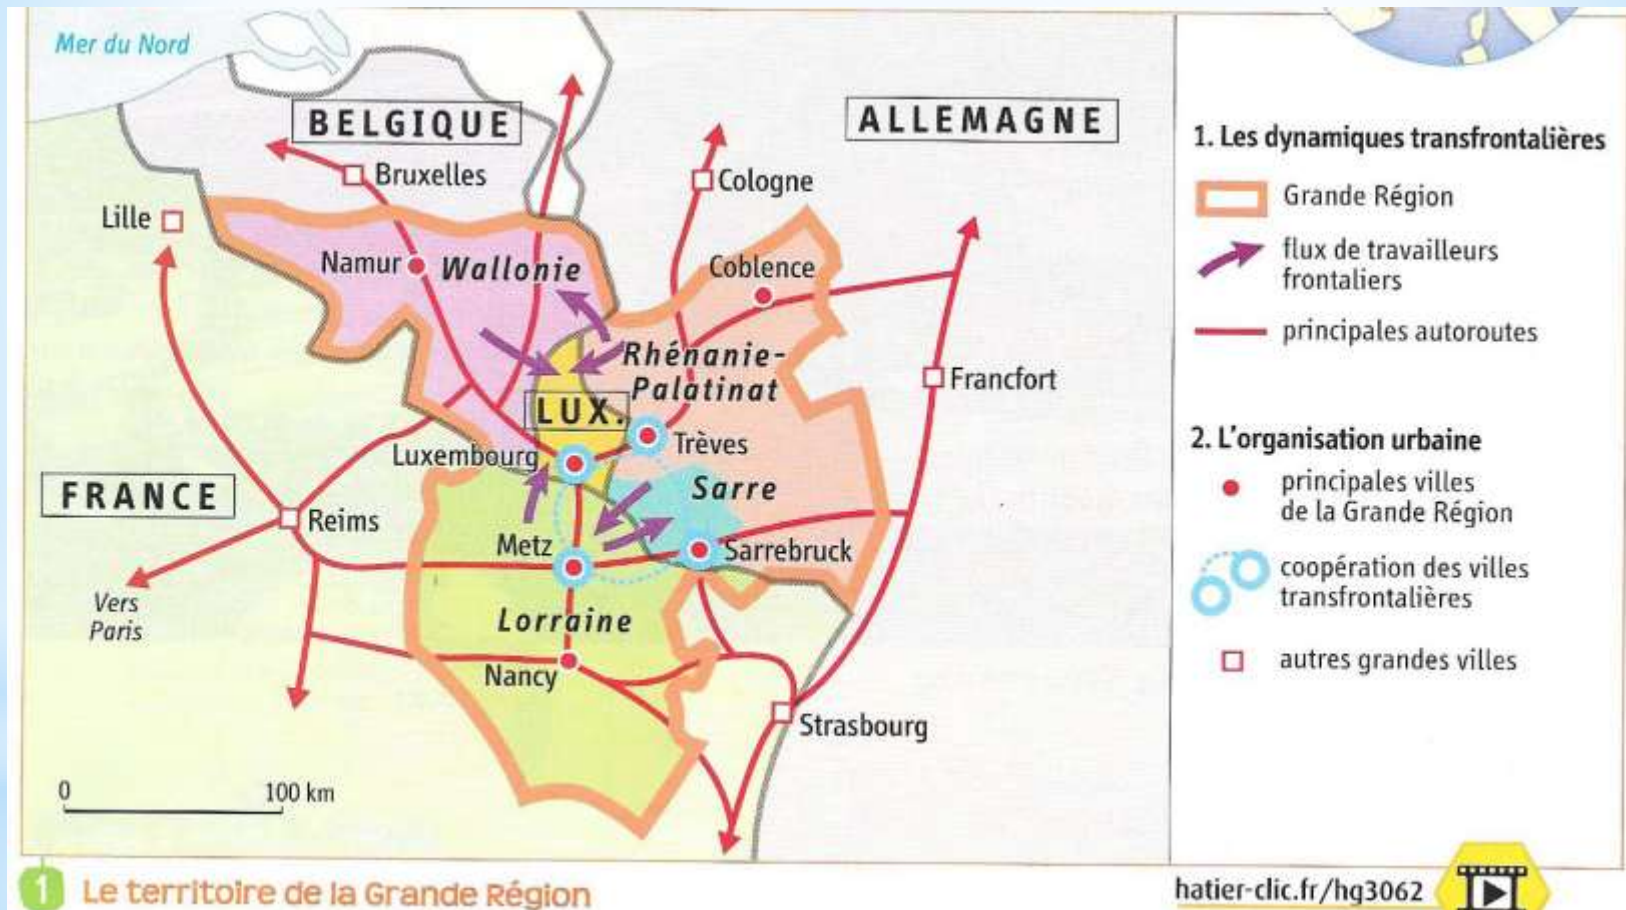 Mer du Nord
BELGIQUE
ALLEMAGNE
Bruxelles
Cologne
Lille
Namur
Wallonie
Coblence
Rhénanie-
Palatinat
Francfort
LUX.
Luxembourg
Trèves
Sarre
FRANCE
Reims
Metz
Sarrebruck
Vers
Paris
Lorraine
Nancy
Strasbourg
0 100 km
1. Les dynamiques transfrontalières
Grande Région
flux de travailleurs
frontaliers
principales autoroutes
2. L'organisation urbaine
principales villes
de la Grande Région
coopération des villes
transfrontalières
autres grandes villes
1 Le territoire de la Grande Région
hatier-clic.fr/hg3062